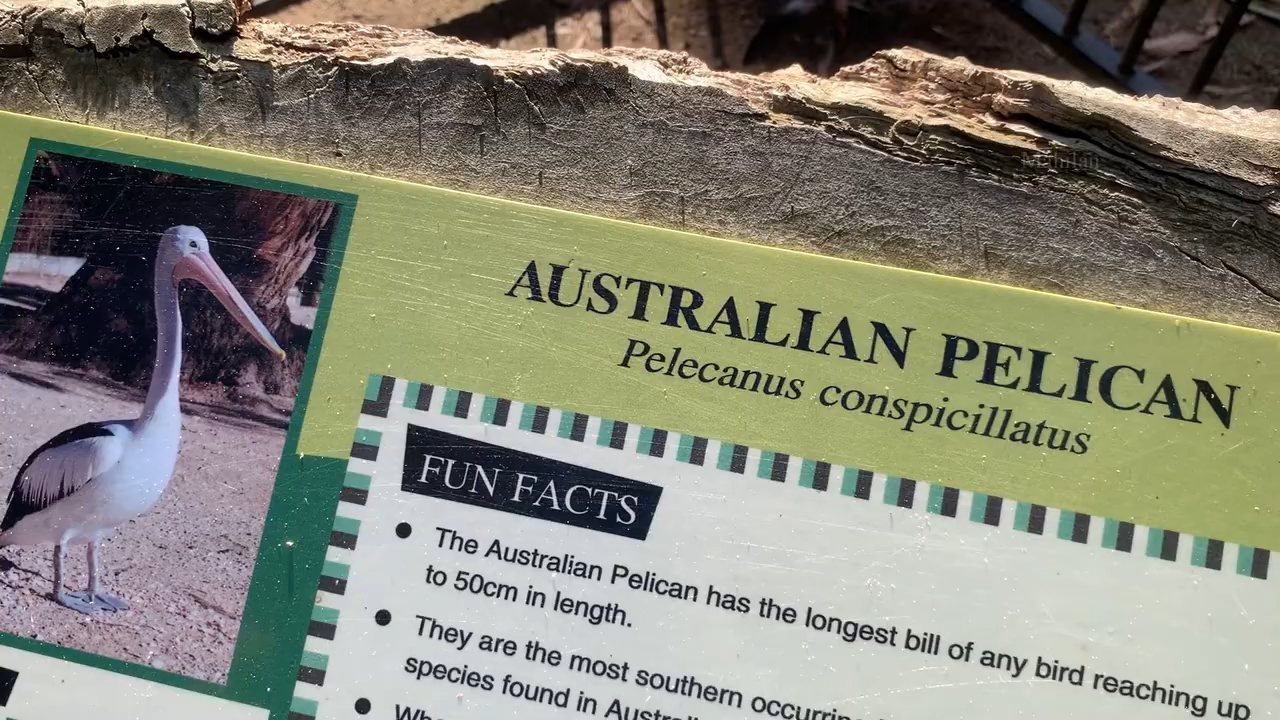 AUSTRALIAN PELICAN
Pelecanus conspicillatus
FUN FACTS
• The Australian Pelican has the longest bill of any bird reaching up
to 50cm in length.
• They are the most southern
species found in